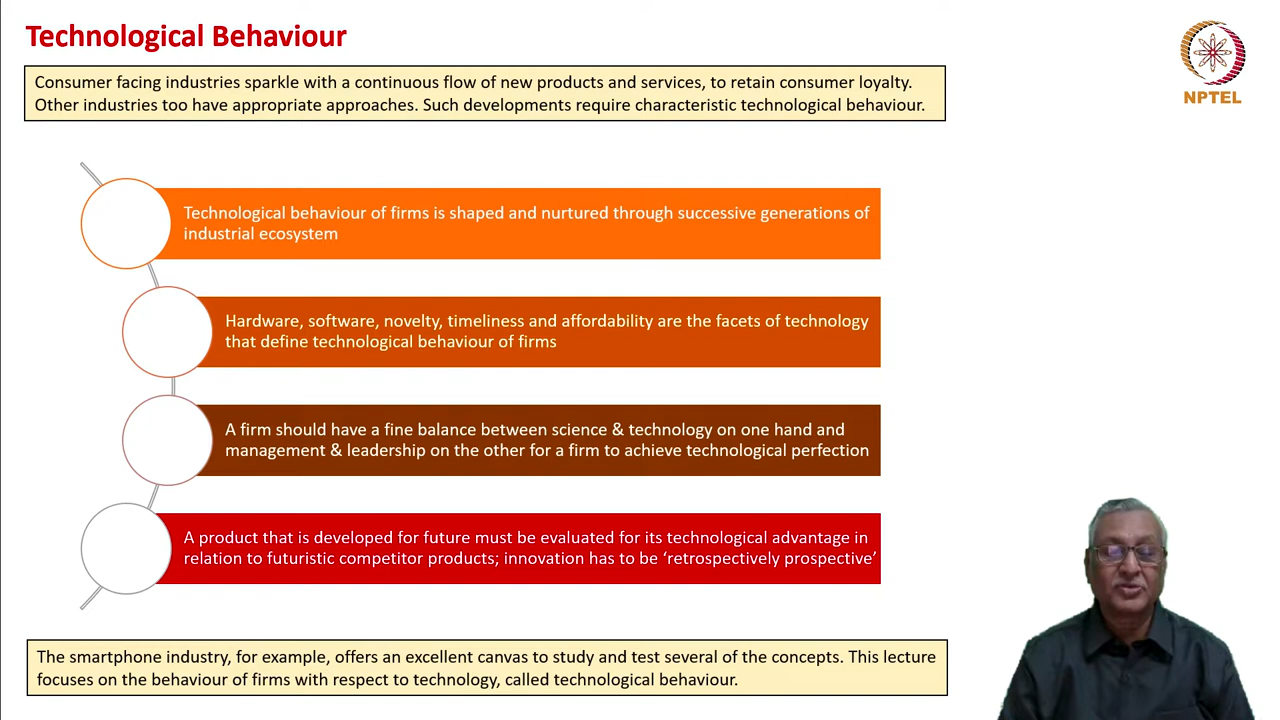 Technological Behaviour
Consumer facing industries sparkle with a continuous flow of new products and services, to retain consumer loyalty.
Other industries too have appropriate approaches. Such developments require characteristic technological behaviour.
NPTEL
Technological behaviour of firms is shaped and nurtured through successive generations of
industrial ecosystem
Hardware, software, novelty, timeliness and affordability are the facets of technology
that define technological behaviour of firms
A firm should have a fine balance between science & technology on one hand and
management & leadership on the other for a firm to achieve technological perfection
A product that is developed for future must be evaluated for its technological advantage in
relation to futuristic competitor products; innovation has to be ‘retrospectively prospective’
The smartphone industry, for example, offers an excellent canvas to study and test several of the concepts. This lecture
focuses on the behaviour of firms with respect to technology, called technological behaviour.